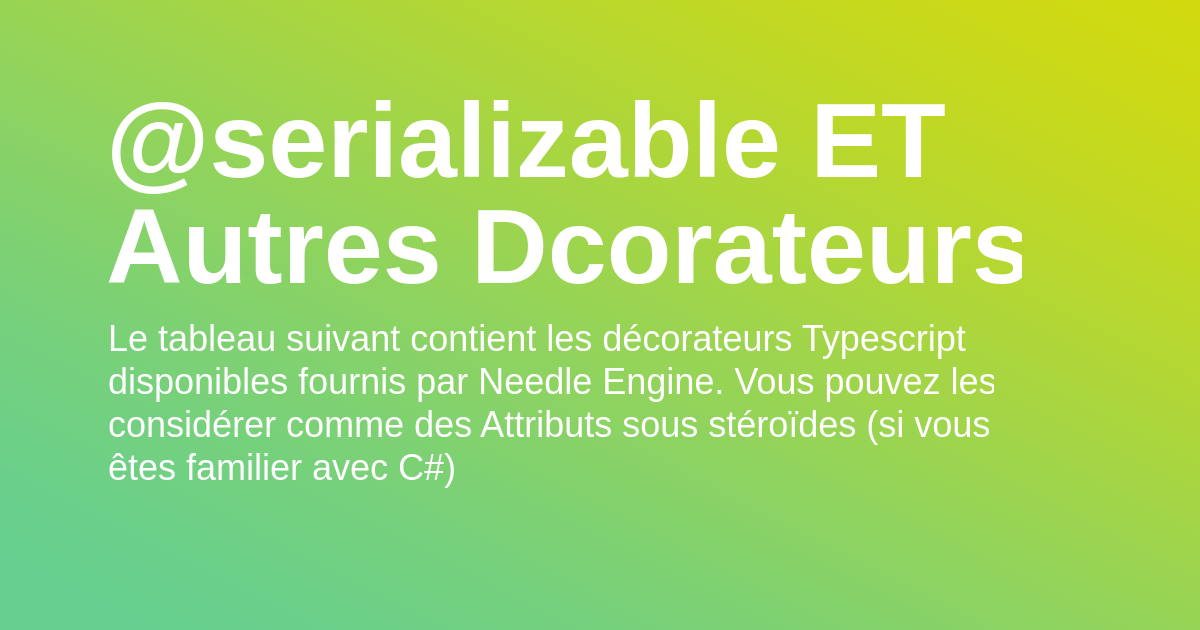 @serializable ET
Autres Dcorateurs
Le tableau suivant contient les décorateurs Typescript
disponibles fournis par Needle Engine. Vous pouvez les
considérer comme des Attributs sous stéroïdes (si vous
êtes familier avec C#)